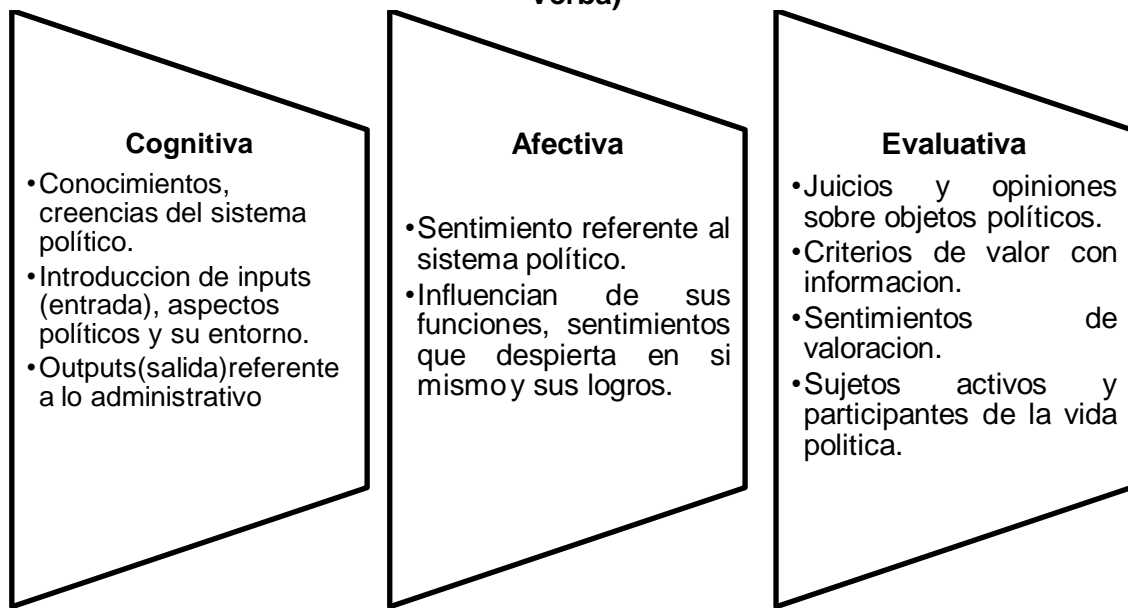 Verba)
Cognitiva
•Conocimientos,
creencias del sistema
político.
•Introduccion de inputs
(entrada), aspectos
políticos y su entorno.
•Outputs(salida)referente
a lo administrativo
Afectiva
•Sentimiento referente al
sistema político.
•Influencian de sus
funciones, sentimientos
que despierta en si
mismo y sus logros.
Evaluativa
•Juicios y opiniones
sobre objetos políticos.
•Criterios de valor con
informacion.
•Sentimientos de
valoracion.
•Sujetos activos y
participantes de la vida
politica.